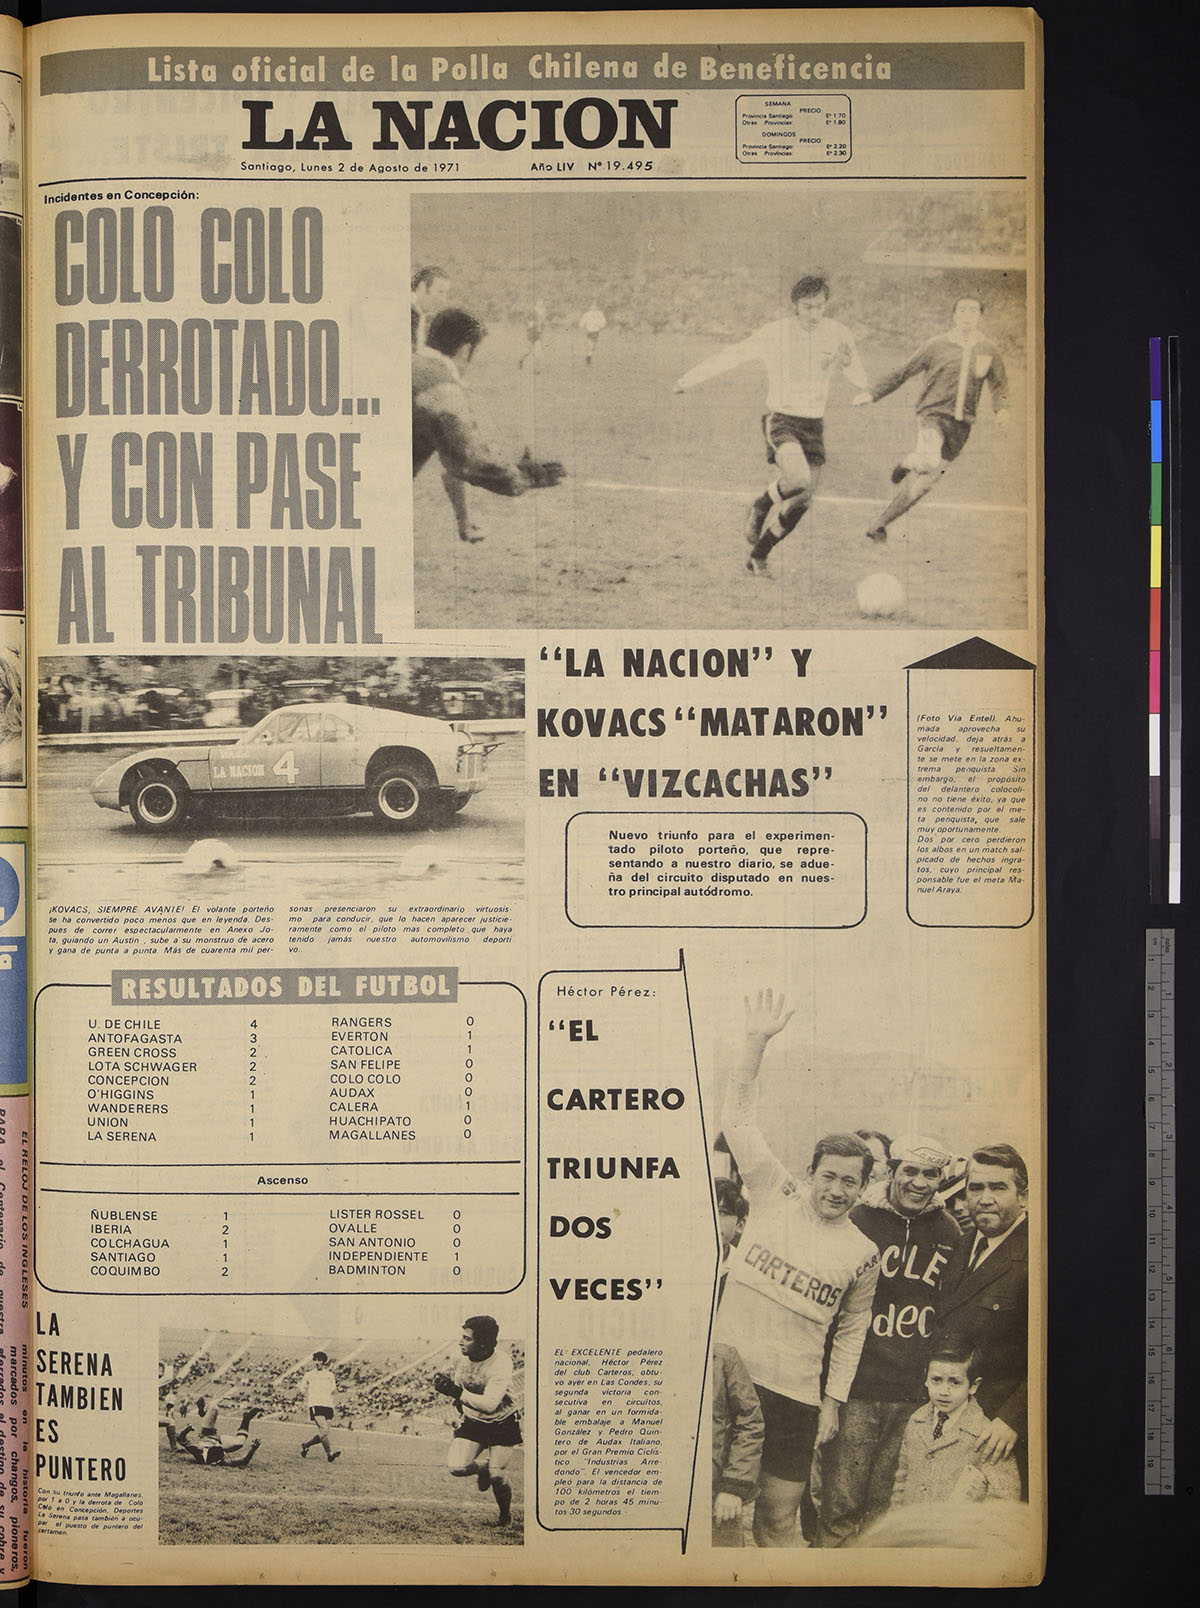 Lista oficial de la Polla Chilena de Beneficencia
LA NACION
Santiago, Lunes 2 de Agosto de 1971
Año LIV Nº 19.495
SEMANA
PRECIO
Provincia Santiago: Eº 1.70
Otras Provincias: Eº 1.80
DOMINGOS
PRECIO
Provincia Santiago: Eº 2.20
Otras Provincias: Eº 2.30
Incidentes en Concepción:
COLO COLO
DERROTADO...
Y CON PASE
AL TRIBUNAL
LA NACION 4
"LA NACION" Y
KOVACS "MATARON"
EN "VIZCACHAS"
Nuevo triunfo para el experimen-
tado piloto porteño, que repre-
sentando a nuestro diario, se adue-
ña del circuito disputado en nues-
tro principal autódromo.
(Foto Vía Entel). Ahu-
mada aprovecha su
velocidad, deja atrás a
García y resueltamen-
te se mete en la zona ex-
trema penquista. Sin
embargo, el propósito
del delantero colocoli-
no no tiene éxito, ya que
es contenido por el me-
ta penquista, que sale
muy oportunamente.
Dos por cero perdieron
los albos en un match sal-
picado de hechos ingra-
tos, cuyo principal res-
ponsable fue el meta Ma-
nuel Araya.
¡KOVACS, SIEMPRE AVANTE! El volante porteño
se ha convertido poco menos que en leyenda. Des-
pues de correr espectacularmente en Anexo Jo-
ta, guiando un Austin , sube a su monstruo de acero
y gana de punta a punta. Más de cuarenta mil per-
sonas presenciaron su extraordinario virtuosis-
mo para conducir, que lo hacen aparecer justicie-
ramente como el piloto mas completo que haya
tenido jamás nuestro automovilismo deporti
vo..
RESULTADOS DEL FUTBOL
U. DE CHILE 4 RANGERS 0
ANTOFAGASTA 3 EVERTON 1
GREEN CROSS 2 CATOLICA 1
LOTA SCHWAGER 2 SAN FELIPE 0
CONCEPCION 2 COLO COLO 0
O'HIGGINS 1 AUDAX 0
WANDERERS 1 CALERA 1
UNION 1 HUACHIPATO 0
LA SERENA 1 MAGALLANES 0
Ascenso
ÑUBLENSE 1 LISTER ROSSEL 0
IBERIA 2 OVALLE 0
COLCHAGUA 1 SAN ANTONIO 0
SANTIAGO 1 INDEPENDIENTE 1
COQUIMBO 2 BADMINTON 0
LA
SERENA
TAMBIEN
ES
PUNTERO
Con su triunfo ante Magallanes,
por 1 a 0 y la derrota de Colo
Colo en Concepción, Deportes
La Serena pasa también a ocu-
par el puesto de puntero del
certamen.
Héctor Pérez:
"EL
CARTERO
TRIUNFA
DOS
VECES"
EL EXCELENTE pedalero
nacional, Héctor Pérez
del club Carteros, obtu-
vo ayer en Las Condes, su
segunda victoria con-
secutiva en circuitos,
al ganar en un formida-
ble embalaje a Manuel
González y Pedro Quin-
tero de Audax Italiano,
por el Gran Premio Ciclís-
tico "Industrias Arre-
dondo" El vencedor em-
pleó para la distancia de
100 kilómetros el tiem-
po de 2 horas 45 minu-
tos 30 segundos
CARTEROS
CAR
CLE
dec
EL RELOJ DE LOS INGLESES